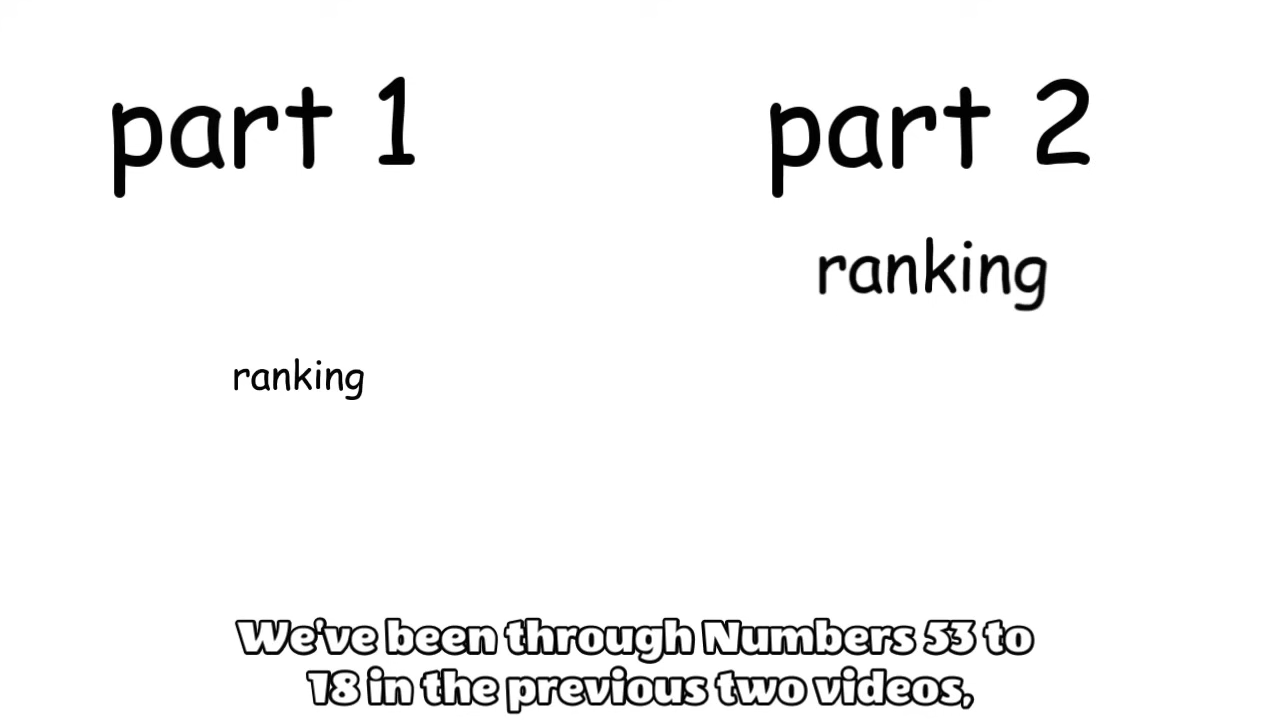 part 1
part 2
ranking
ranking
We've been through Numbers 53 to
18 in the previous two videos,